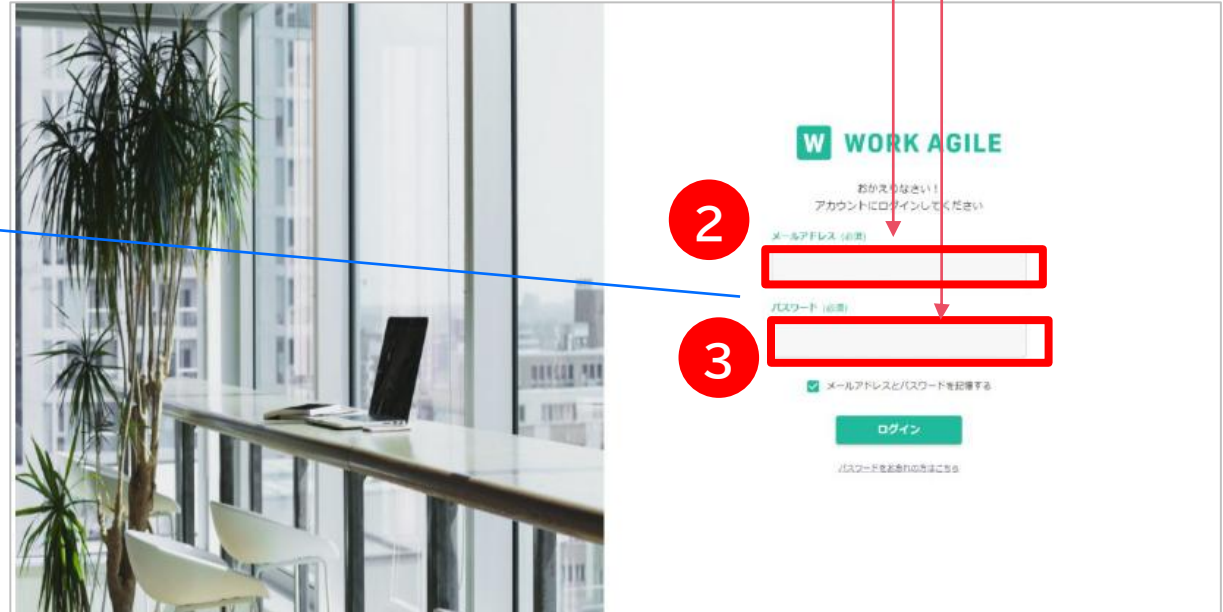 W WORK AGILE
おかえりなさい！
アカウントにログインしてください
2
メールアドレス (必須)
パスワード (必須)
3
メールアドレスとパスワードを記憶する
ログイン
パスワードをお忘れの方はこちら